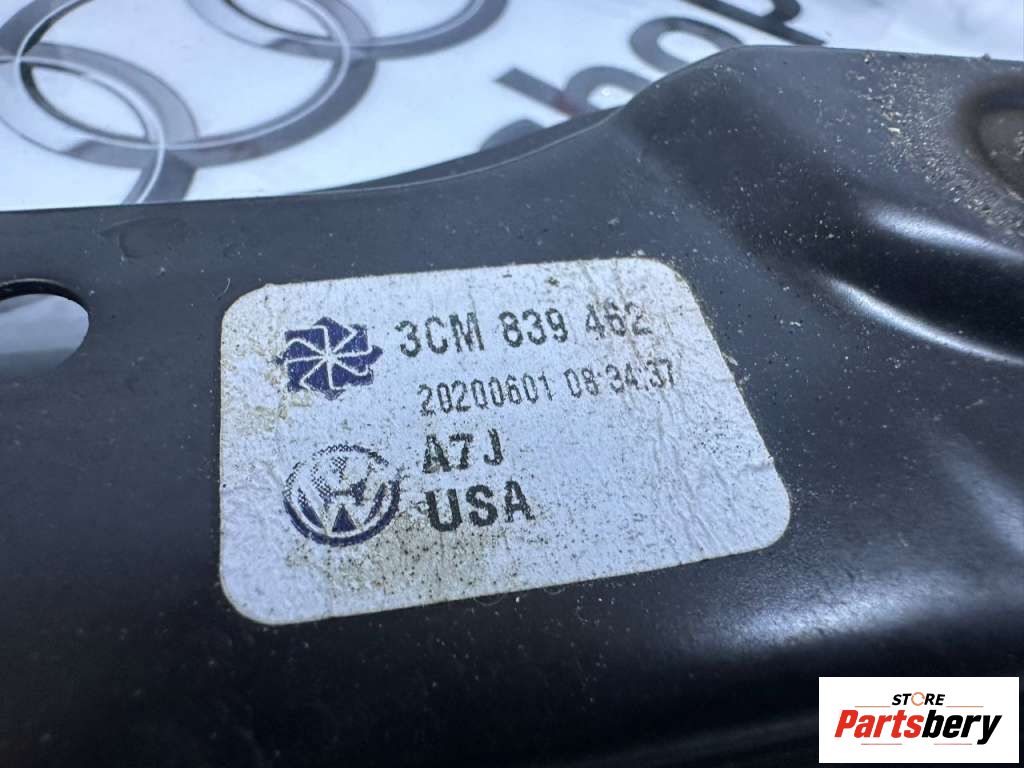 3CM 839 462
20200601 08:34:37
A7J
USA
STORE
Partsbery